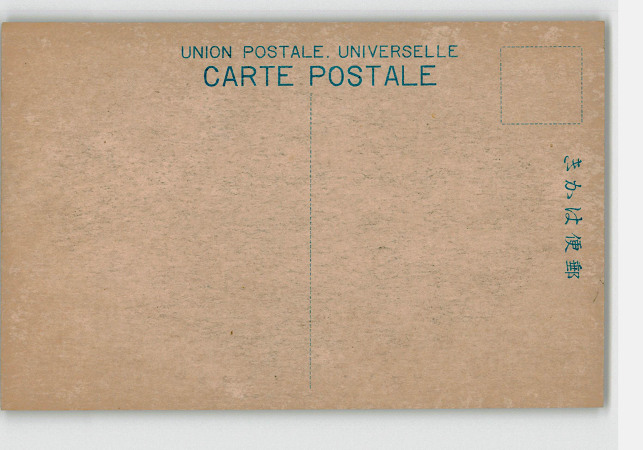 UNION POSTALE. UNIVERSELLE
CARTE POSTALE
きかは便郵